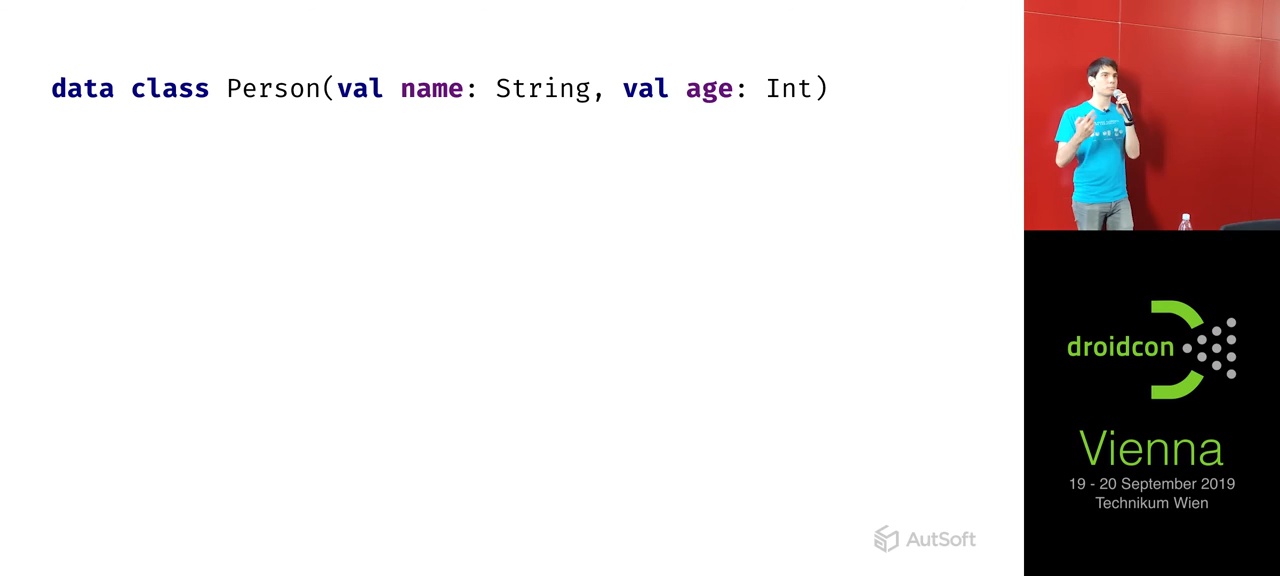 data class Person(val name: String, val age: Int)
AutSoft
droidcon
Vienna
19 - 20 September 2019
Technikum Wien